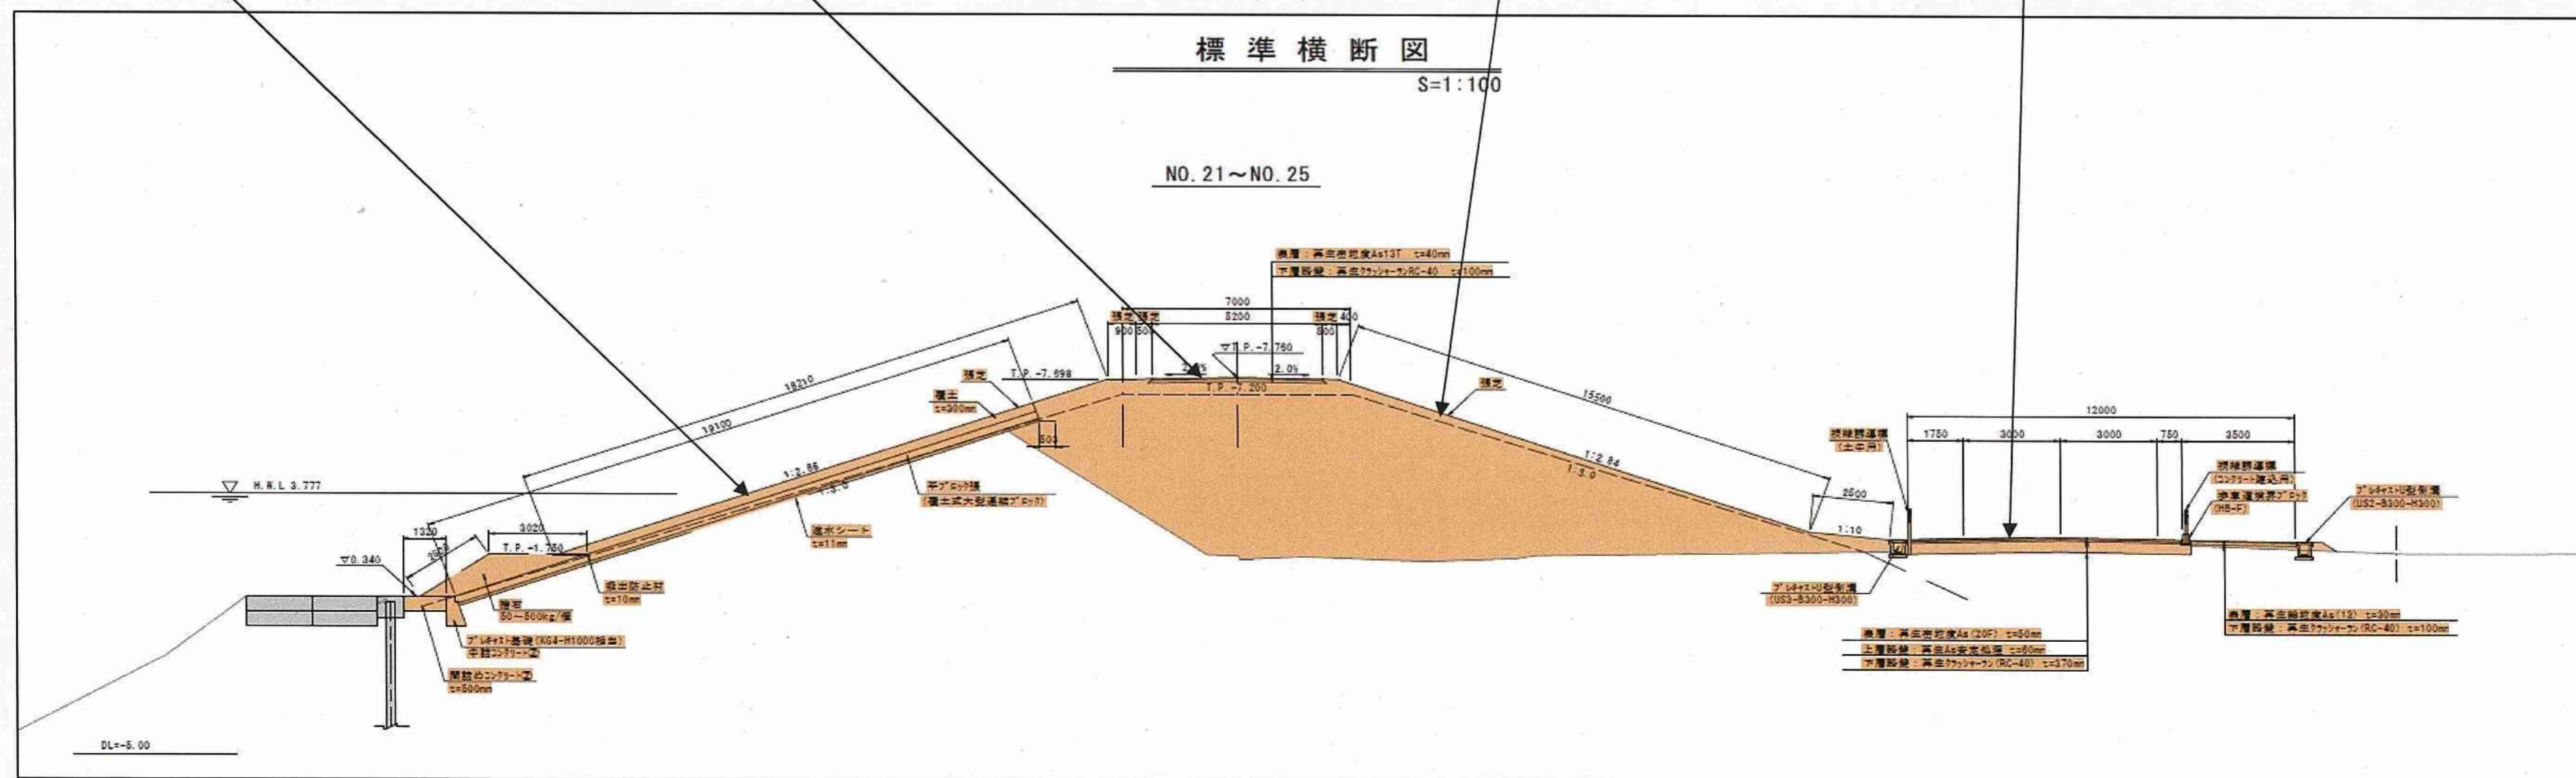 標準横断図
S=1:100
NO.21～NO.25
表層：再生密粒度As13T t=40mm
下層路盤：再生クラッシャーランRC-40 t=100mm
7000
張芝 張芝 5200 張芝 400
900 500 500
▽T.P.-7.760
T.P.-7.698
2.0%
T.P.-7.200
18210
19100
張芝
覆土
t=300mm
500
1:2.86
1:3.0
平ブロック張
(覆土式大型連結ブロック)
遮水シート
t=11mm
H.W.L 3.777
1320
3020
T.P.-1.750
▽0.340
吸出防止材
t=10mm
捨石
50～500kg/個
プレキャスト基礎(KG4-H1000相当)
中詰コンクリート②
間詰めコンクリート②
t=500mm
DL=-5.00
張芝
15500
1:2.84
1:3.0
2500
1:10
視線誘導標
(土中用)
12000
1750 3000 3000 750 3500
視線誘導標
(コンクリート建込用)
歩車道境界ブロック
(HB-F)
プレキャストU型側溝
(US2-B300-H300)
プレキャストU型側溝
(US3-B300-H300)
表層：再生密粒度As(20F) t=50mm
上層路盤：再生As安定処理 t=60mm
下層路盤：再生クラッシャーラン(RC-40) t=370mm
表層：再生細粒度As(13) t=30mm
下層路盤：再生クラッシャーラン(RC-40) t=100mm